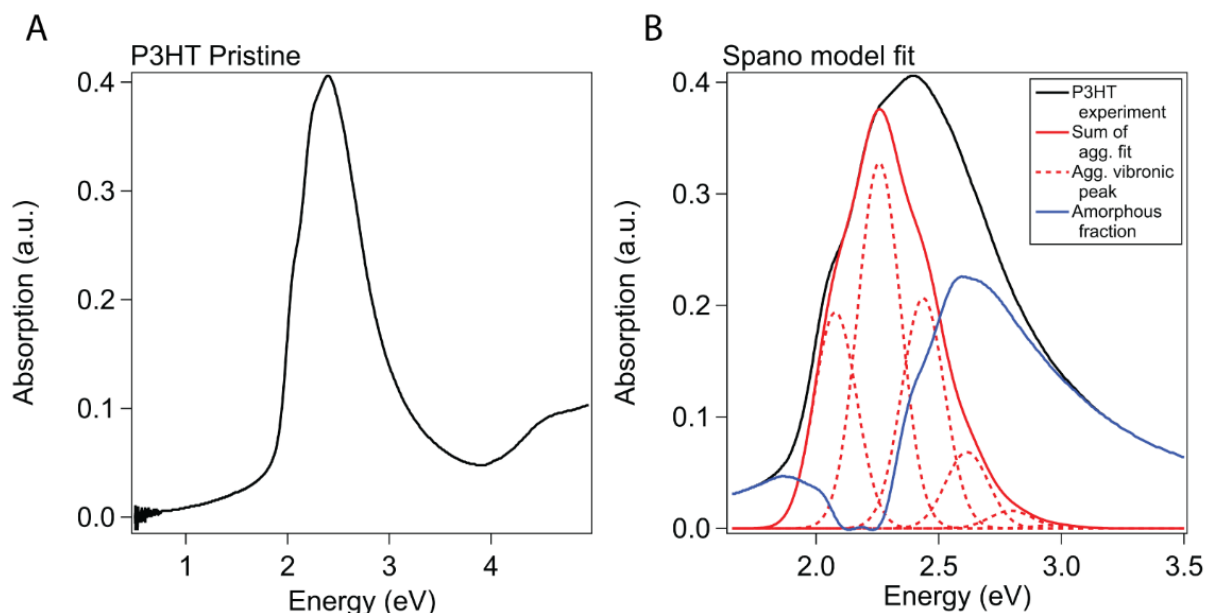 A
P3HT Pristine
0.4
0.3
0.2
0.1
0.0
Absorption (a.u.)
1 2 3 4
Energy (eV)
B
Spano model fit
0.4
0.3
0.2
0.1
0.0
Absorption (a.u.)
P3HT
experiment
Sum of
agg. fit
Agg. vibronic
peak
Amorphous
fraction
2.0 2.5 3.0 3.5
Energy (eV)